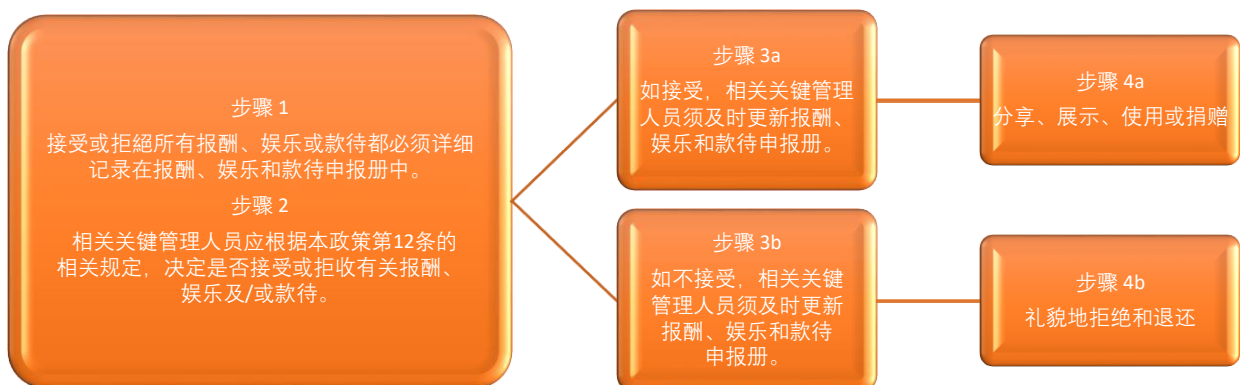 步骤 1
接受或拒絕所有报酬、娱乐或款待都必须详细
记录在报酬、娱乐和款待申报册中。
步骤 2
相关关键管理人员应根据本政策第12条的
相关规定，决定是否接受或拒收有关报酬、
娱乐及/或款待。
步骤 3a
如接受，相关关键管理
人员须及时更新报酬、
娱乐和款待申报册。
步骤 4a
分享、展示、使用或捐赠
步骤 3b
如不接受，相关关键
管理人员须及时更新
报酬、娱乐和款待
申报册。
步骤 4b
礼貌地拒绝和退还